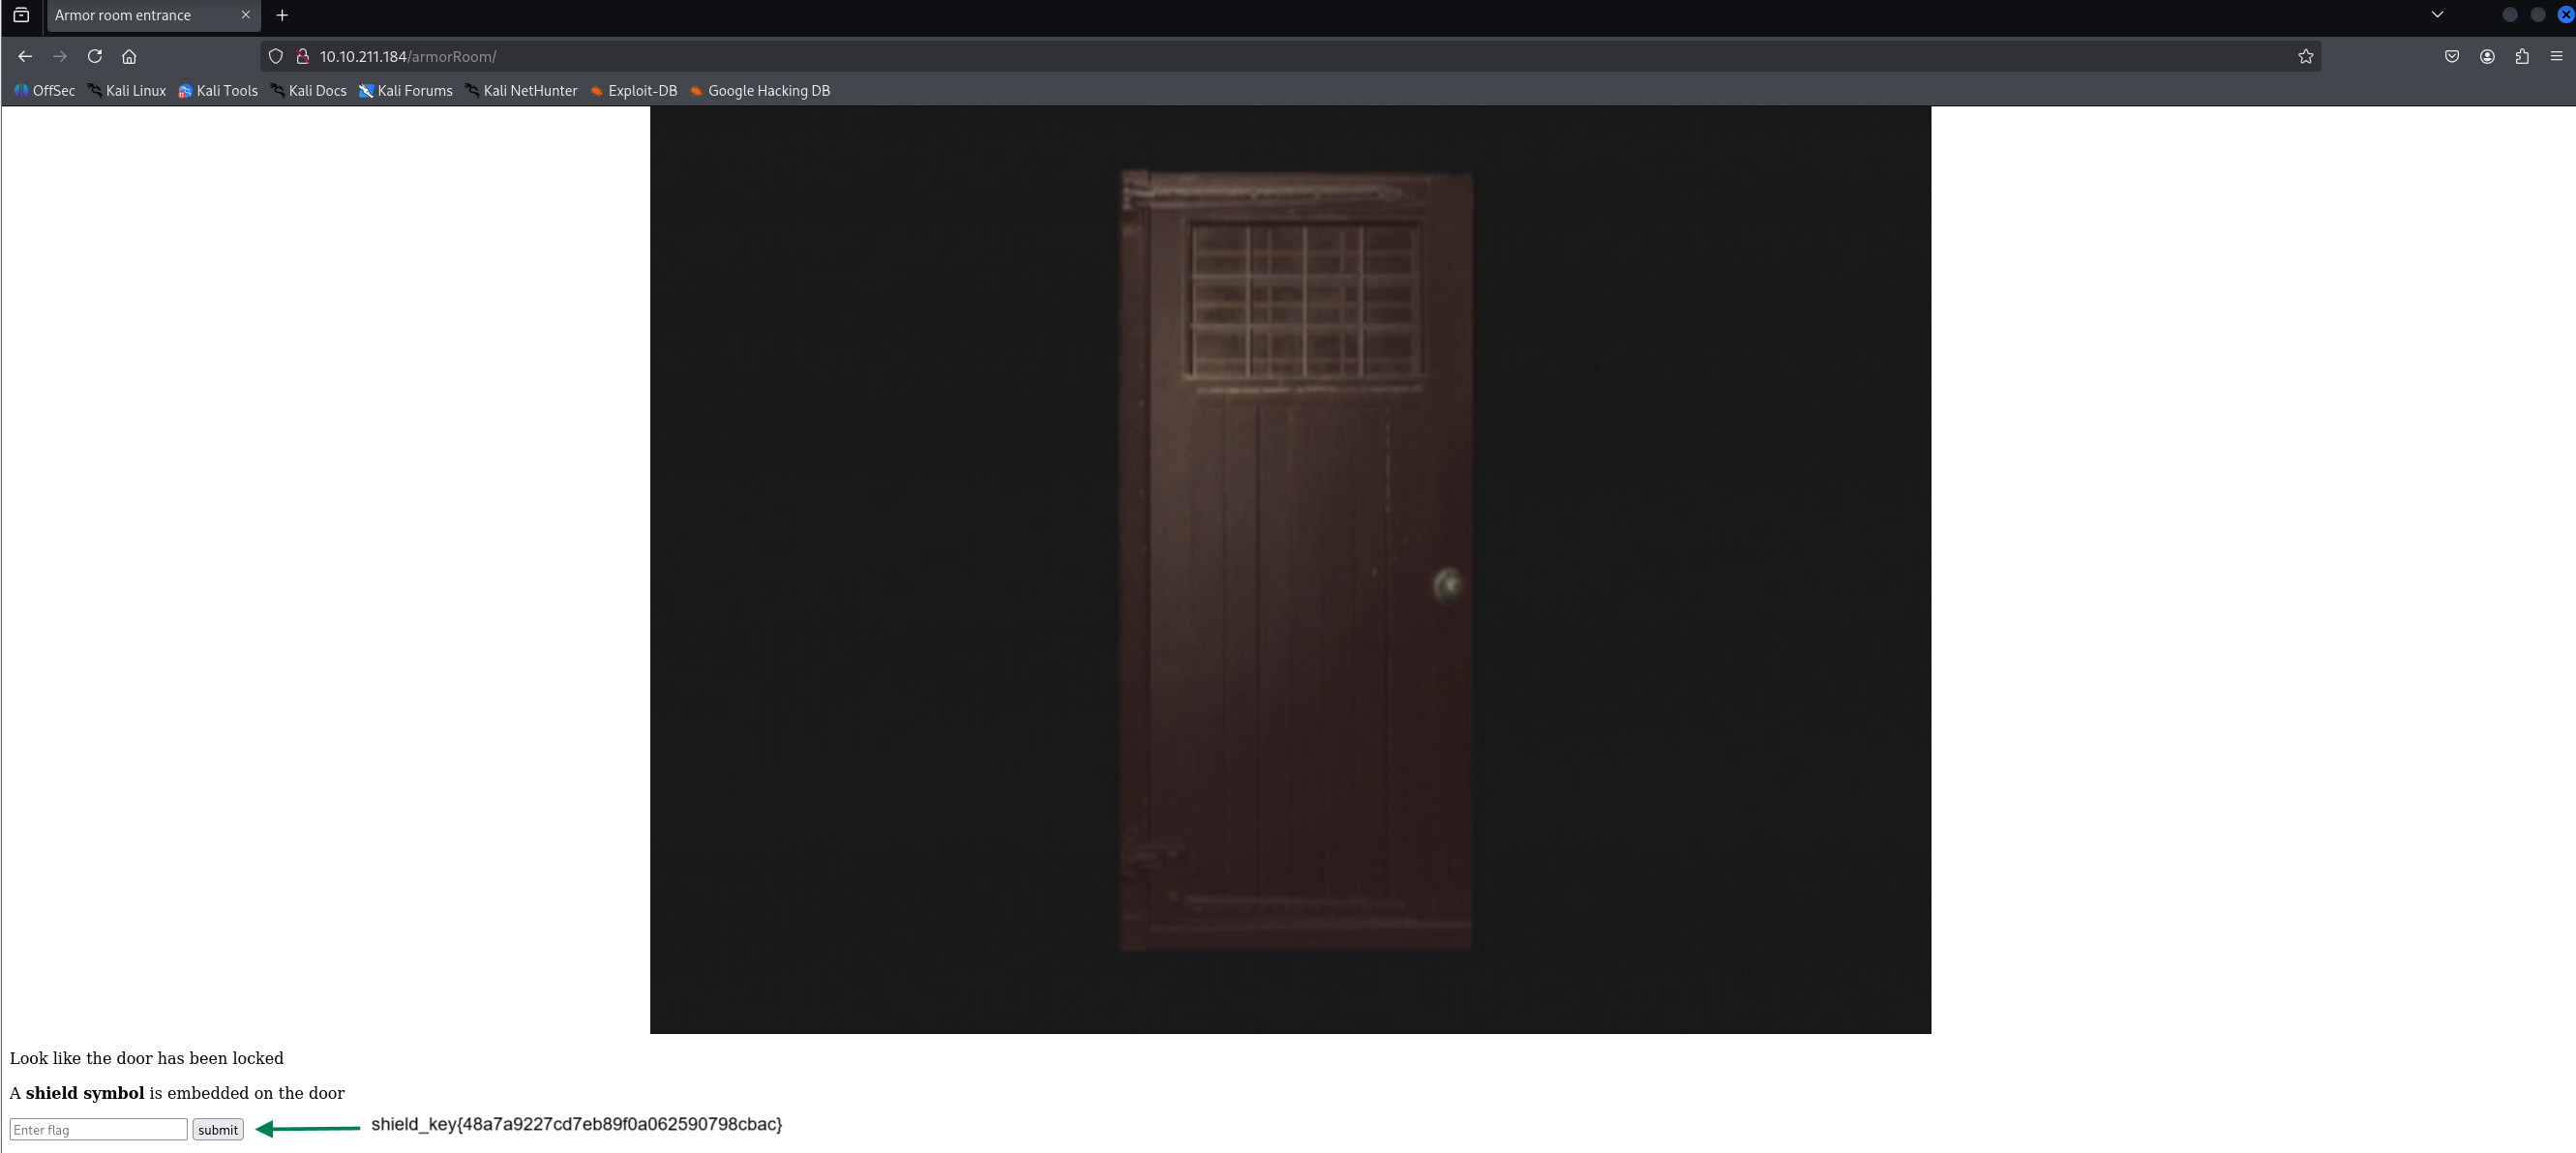 Armor room entrance
10.10.211.184/armorRoom/
OffSec Kali Linux Kali Tools Kali Docs Kali Forums Kali NetHunter Exploit-DB Google Hacking DB
Look like the door has been locked
A shield symbol is embedded on the door
Enter flag submit shield_key{48a7a9227cd7eb89f0a062590798cbac}